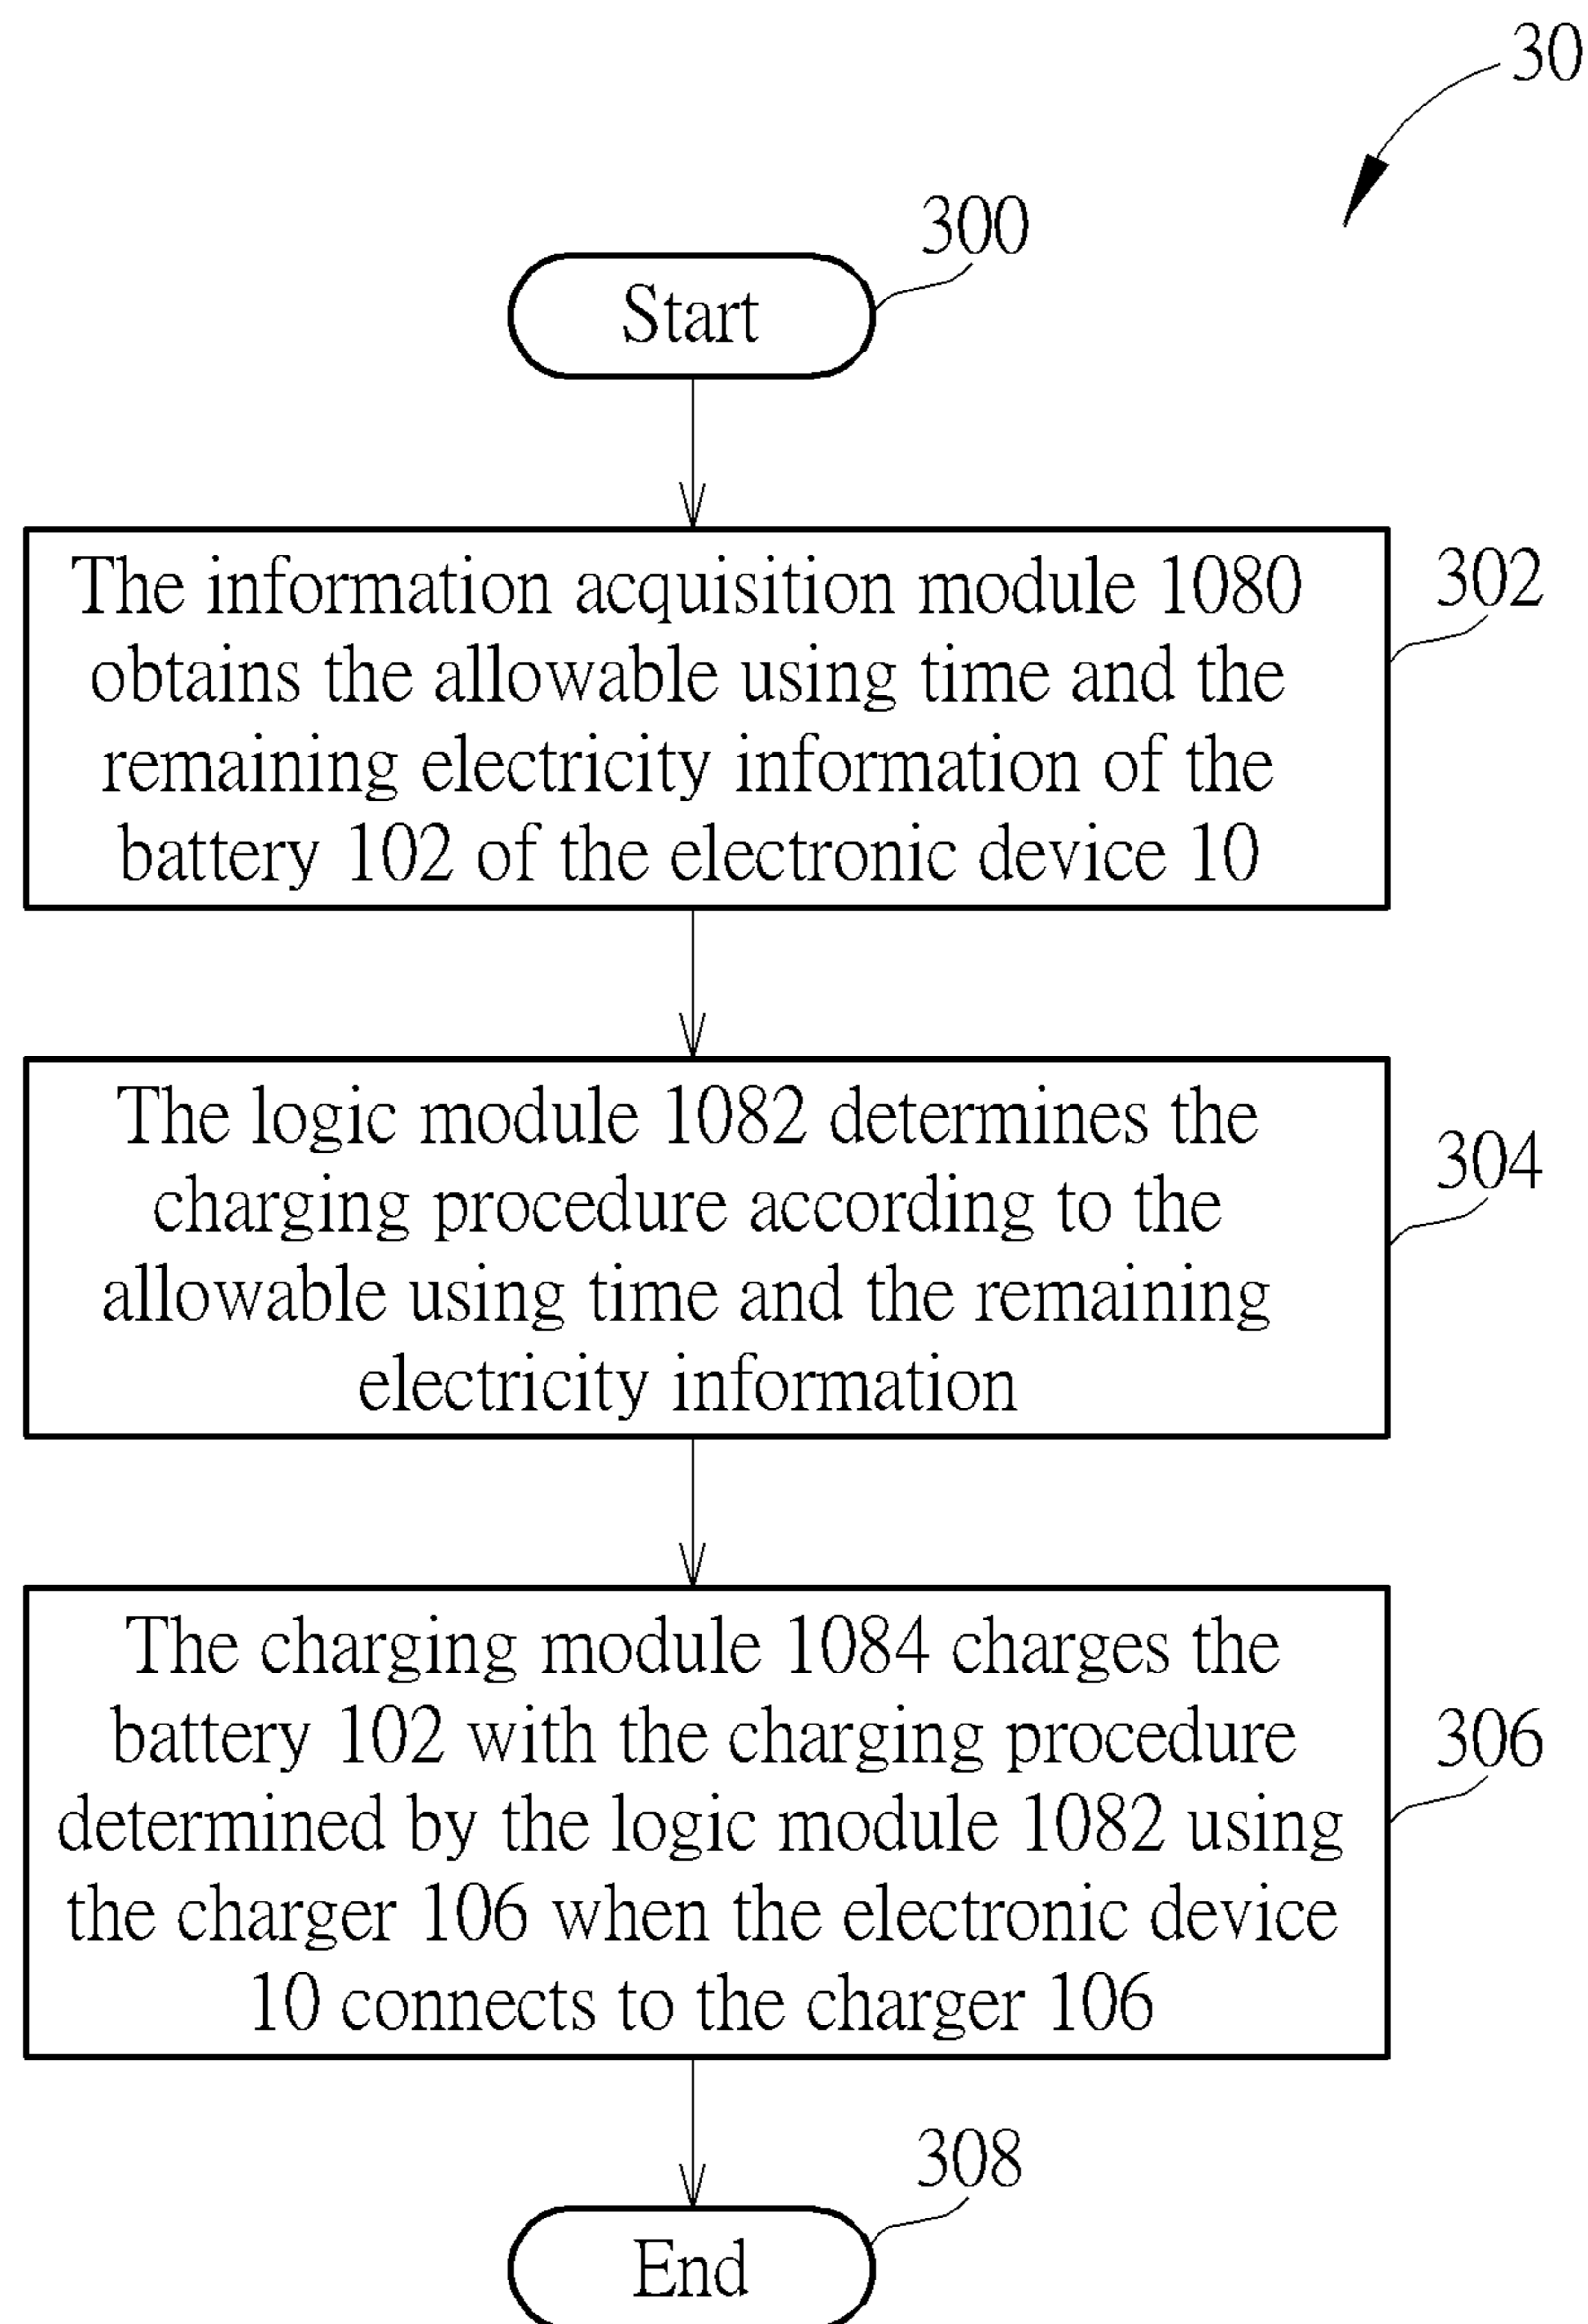 30
300
Start
The information acquisition module 1080
obtains the allowable using time and the
remaining electricity information of the
battery 102 of the electronic device 10
302
The logic module 1082 determines the
charging procedure according to the
allowable using time and the remaining
electricity information
304
The charging module 1084 charges the
battery 102 with the charging procedure
determined by the logic module 1082 using
the charger 106 when the electronic device
10 connects to the charger 106
306
308
End